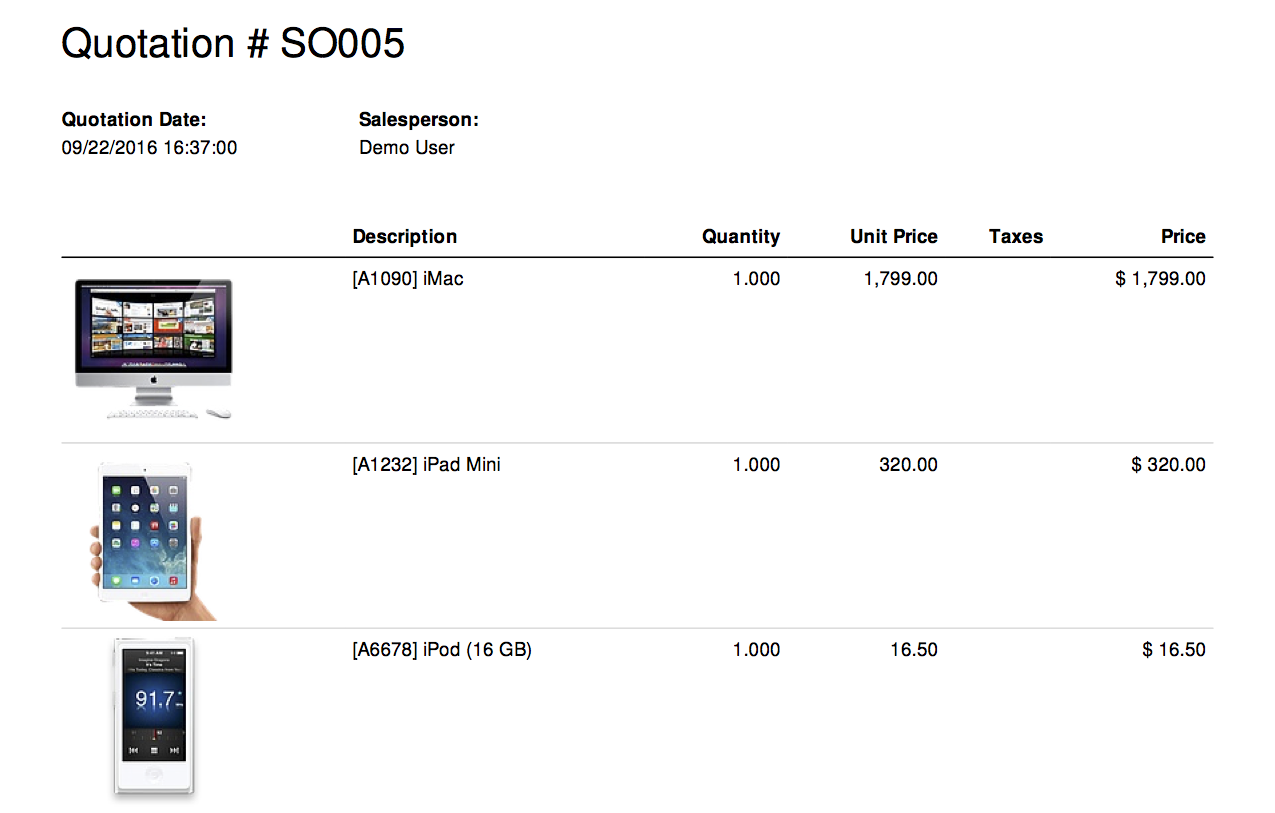 Quotation # SO005
Quotation Date: Salesperson:
09/22/2016 16:37:00 Demo User
Description Quantity Unit Price Taxes Price
[A1090] iMac 1.000 1,799.00 $ 1,799.00
[A1232] iPad Mini 1.000 320.00 $ 320.00
[A6678] iPod (16 GB) 1.000 16.50 $ 16.50
91.7